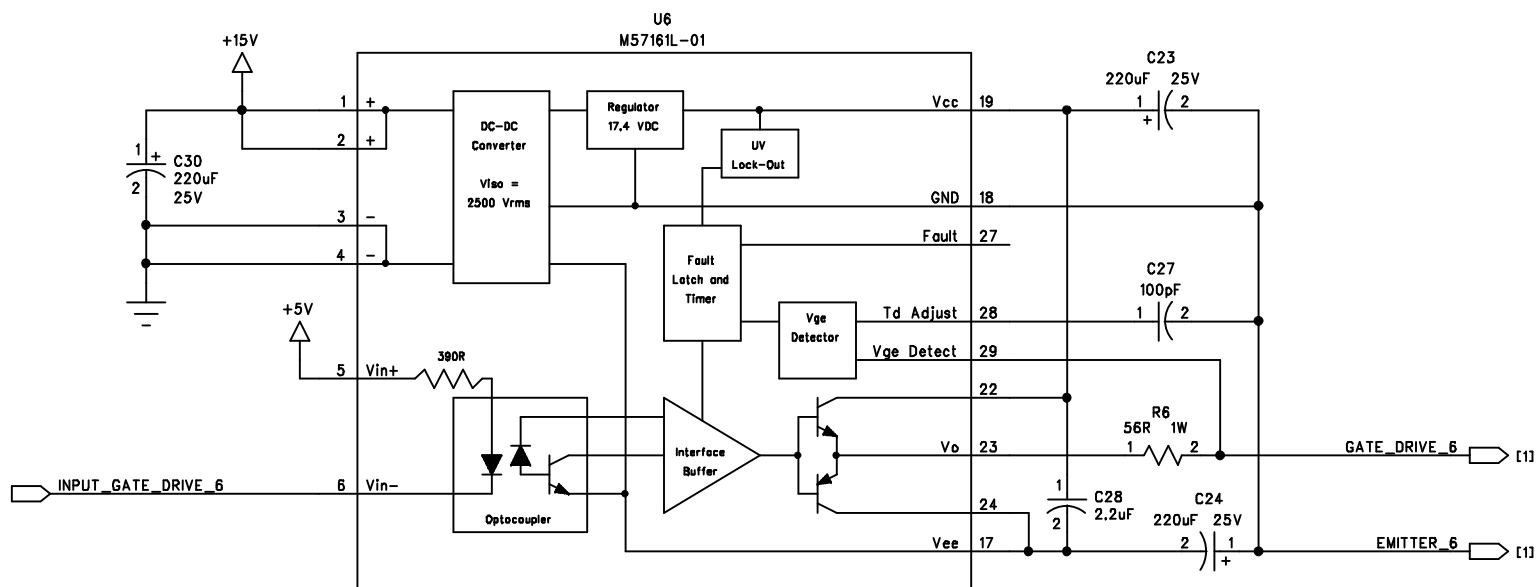 U6
M57161L-01
+15V
1 +
2 +
1 +
C30
220uF
25V
2
3 -
4 -
DC-DC
Converter
Viso =
2500 Vrms
Regulator
17.4 VDC
UV
Lock-Out
Vcc 19
C23
220uF 25V
1 2
+
GND 18
Fault 27
Fault
Latch and
Timer
C27
100pF
Td Adjust 28
1 2
Vge
Detector
Vge Detect 29
+5V
390R
5 Vin+
22
R6
56R 1W
Vo 23
1 2
GATE_DRIVE_6 [1]
Interface
Buffer
INPUT_GATE_DRIVE_6 6 Vin-
Optocoupler
24
1
C28
2.2uF
2
C24
220uF 25V
Vee 17
2 1
+
EMITTER_6 [1]